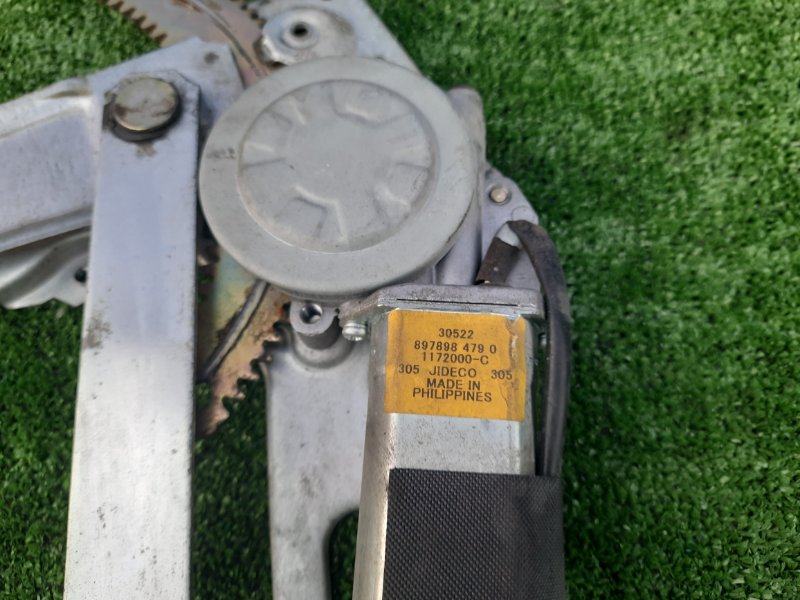 30522
897898 479 0
1172000-C
305 JIDECO 305
MADE IN
PHILIPPINES